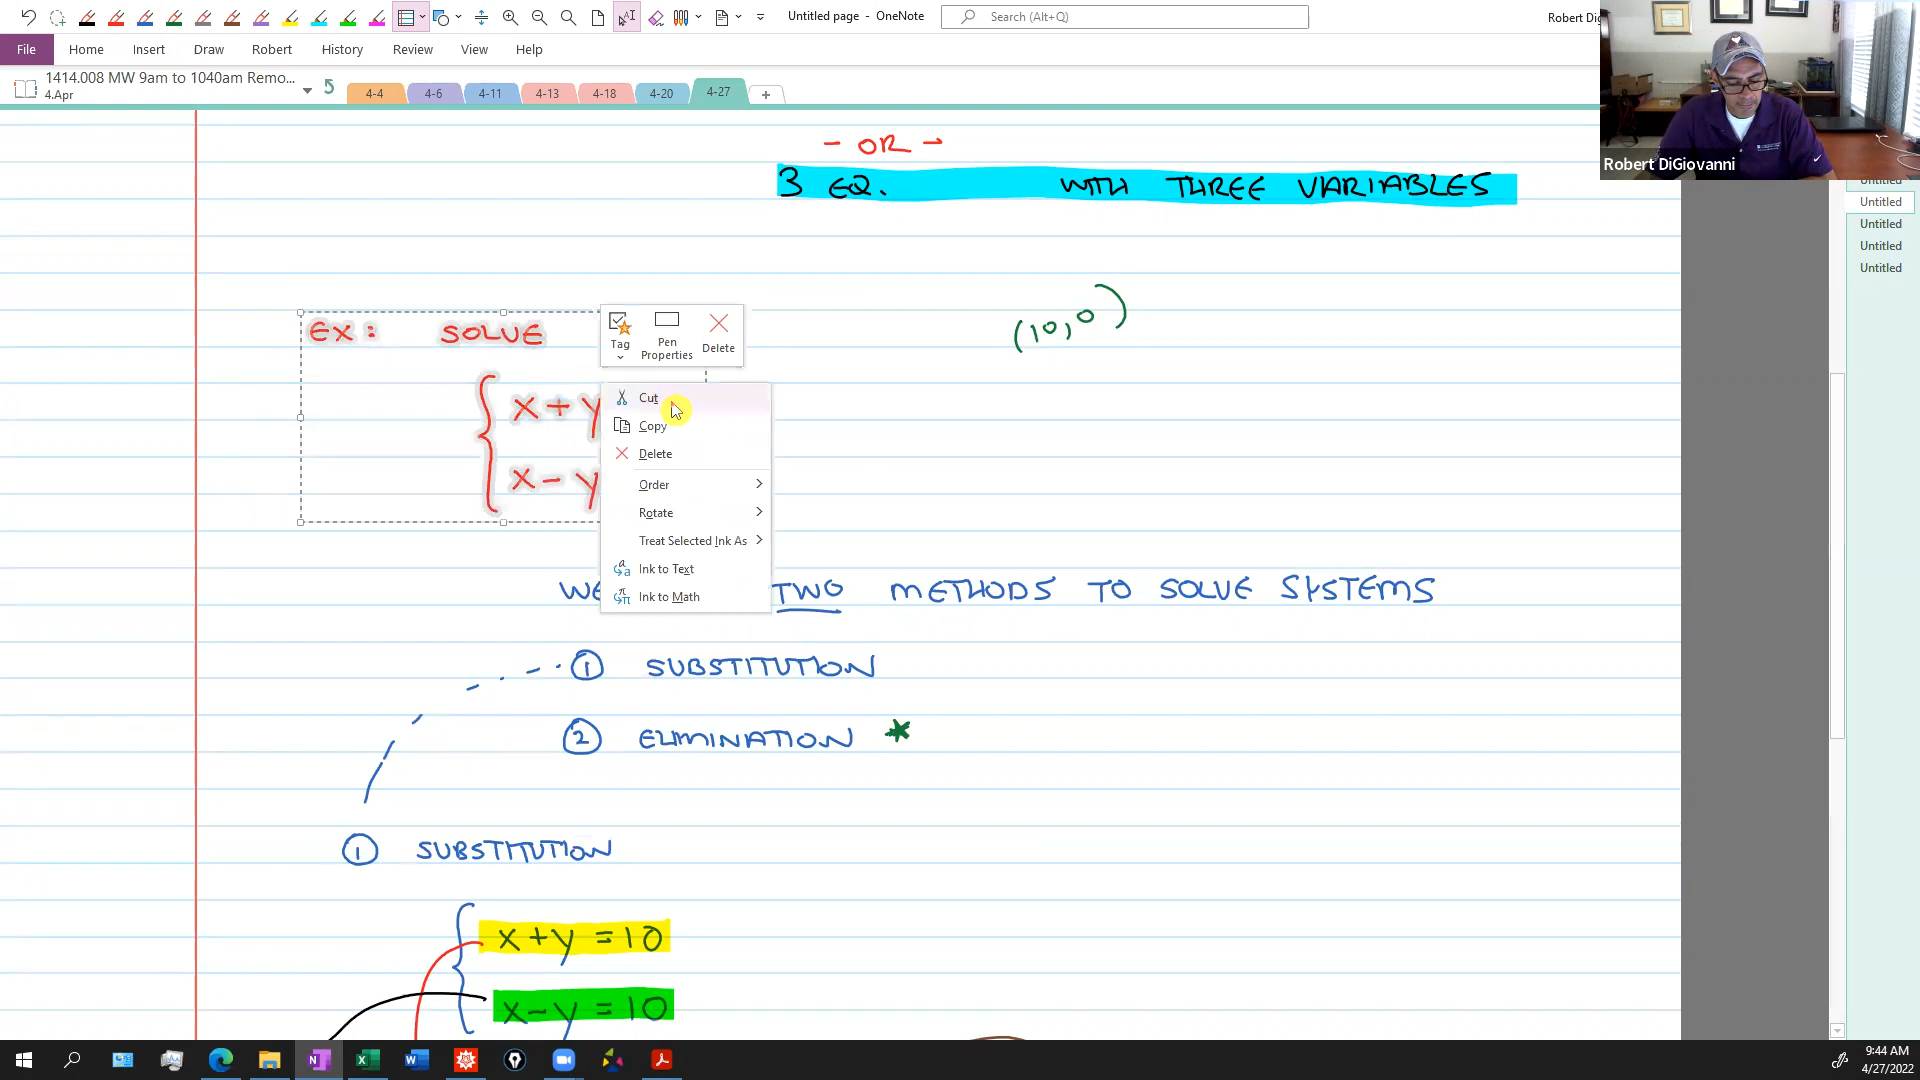 Untitled page - OneNote
Search (Alt+Q)
File Home Insert Draw Robert History Review View Help
1414.008 MW 9am to 1040am Remo...
4.Apr
4-4 4-6 4-11 4-13 4-18 4-20 4-27
Robert DiGiovanni
- OR -
3 EQ. WITH THREE VARIABLES
Untitled
Untitled
Untitled
Untitled
EX: SOLVE
(10,0)
Tag
Pen Properties
Delete
x+y
x-y
Cut
Copy
Delete
Order
Rotate
Treat Selected Ink As
Ink to Text
Ink to Math
TWO METHODS TO SOLVE SYSTEMS
1 SUBSTITUTION
2 ELIMINATION *
1 SUBSTITUTION
x+y=10
x-y=10
9:44 AM
4/27/2022